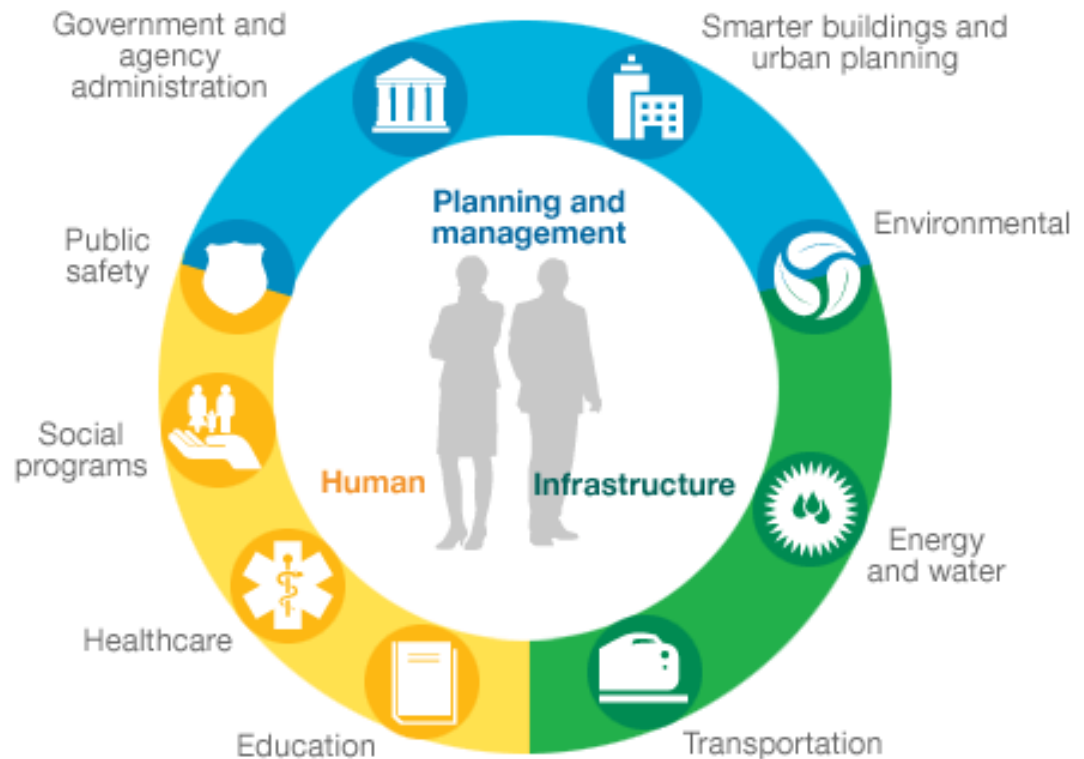 Government and
agency
administration
Smarter buildings and
urban planning
Planning and
management
Public
safety
Environmental
Social
programs
Human
Infrastructure
Energy
and water
Healthcare
Education
Transportation